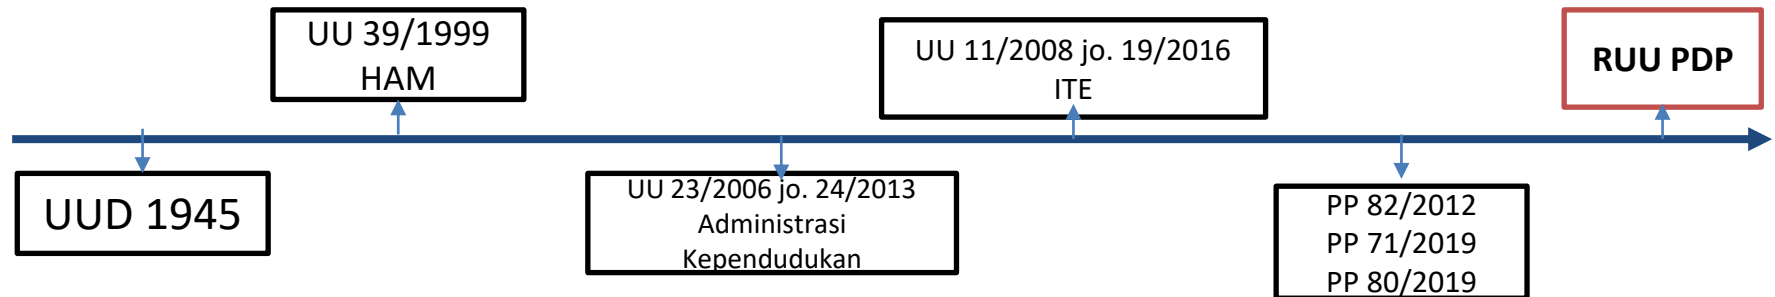 UUD 1945
UU 39/1999
HAM
UU 23/2006 jo. 24/2013
Administrasi
Kependudukan
UU 11/2008 jo. 19/2016
ITE
PP 82/2012
PP 71/2019
PP 80/2019
RUU PDP